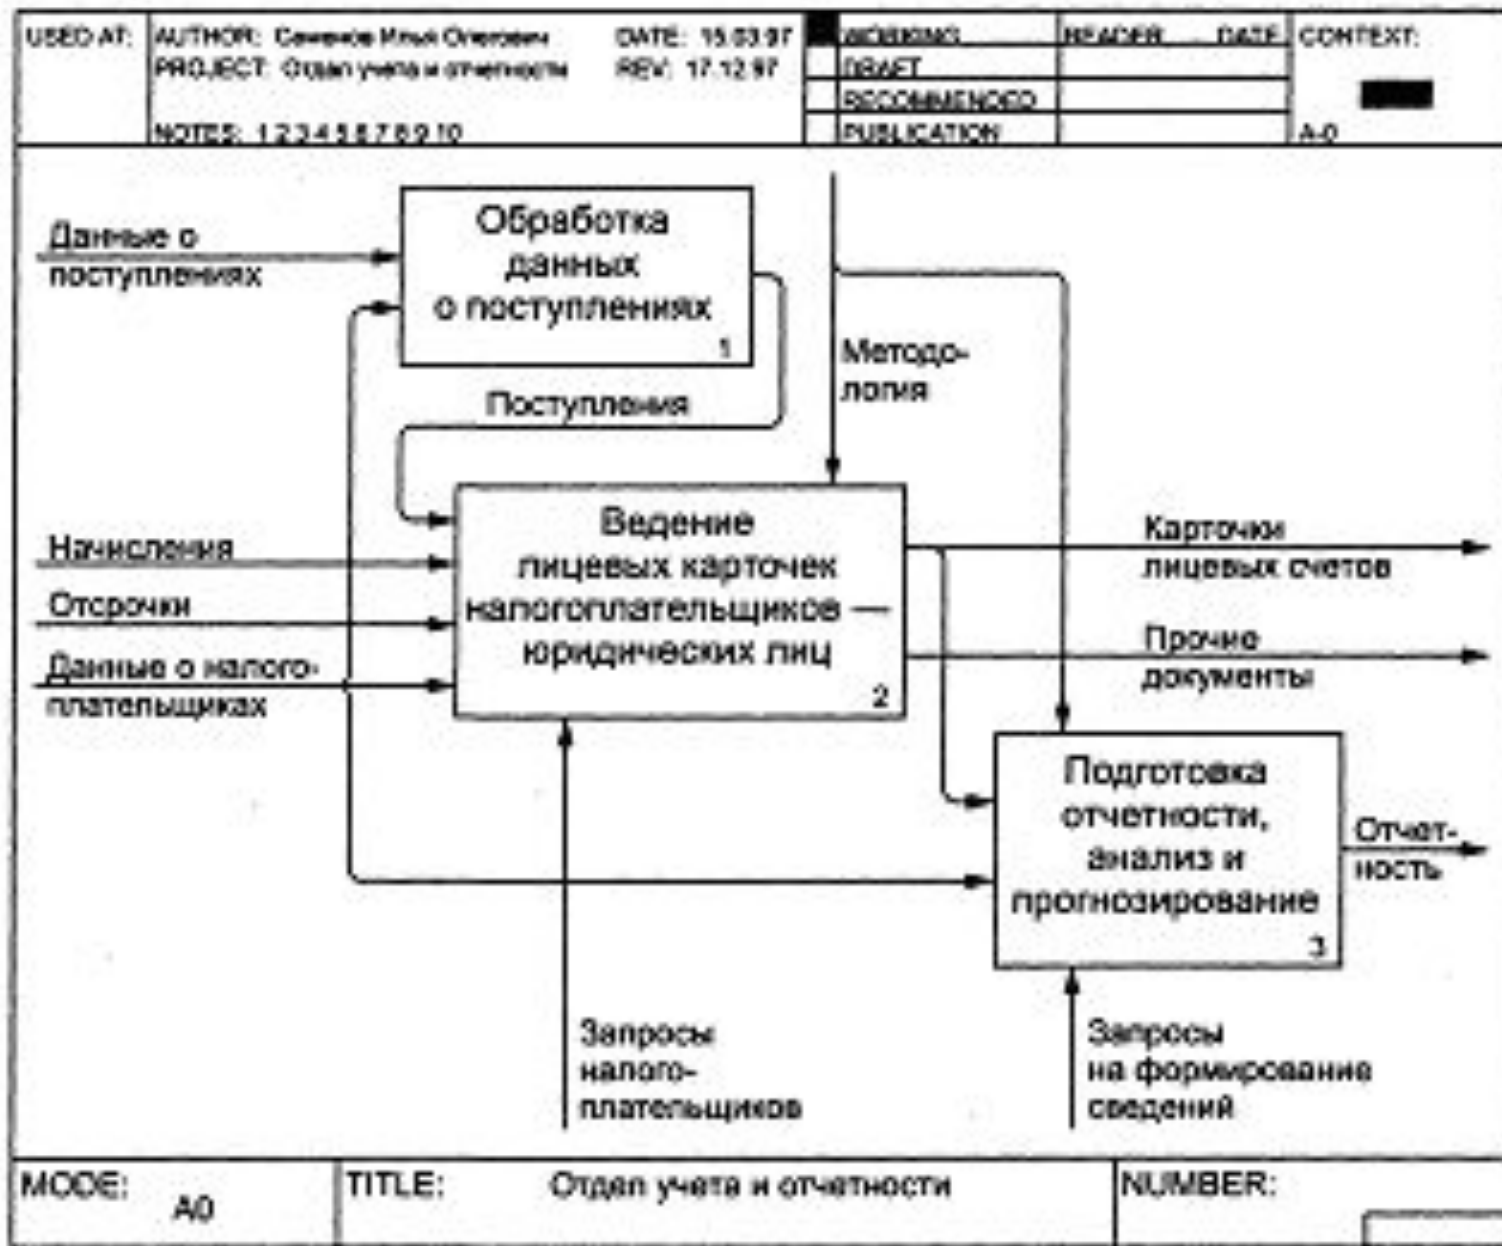 USED AT:
AUTHOR: Семенов Илья Олегович
DATE: 15.03.97
PROJECT: Отдел учета и отчетности
REV: 17.12.97
NOTES: 1 2 3 4 5 6 7 8 9 10
WORKING
DRAFT
RECOMMENDED
PUBLICATION
READER
DATE
CONTEXT:
A-0
Данные о
поступлениях
Обработка
данных
о поступлениях
1
Методо-
логия
Поступления
Начисления
Отсрочки
Данные о налого-
плательщиках
Ведение
лицевых карточек
налогоплательщиков —
юридических лиц
2
Карточки
лицевых счетов
Прочие
документы
Подготовка
отчетности,
анализ и
прогнозирование
3
Отчет-
ность
Запросы
налого-
плательщиков
Запросы
на формирование
сведений
MODE:
A0
TITLE:
Отдел учета и отчетности
NUMBER: